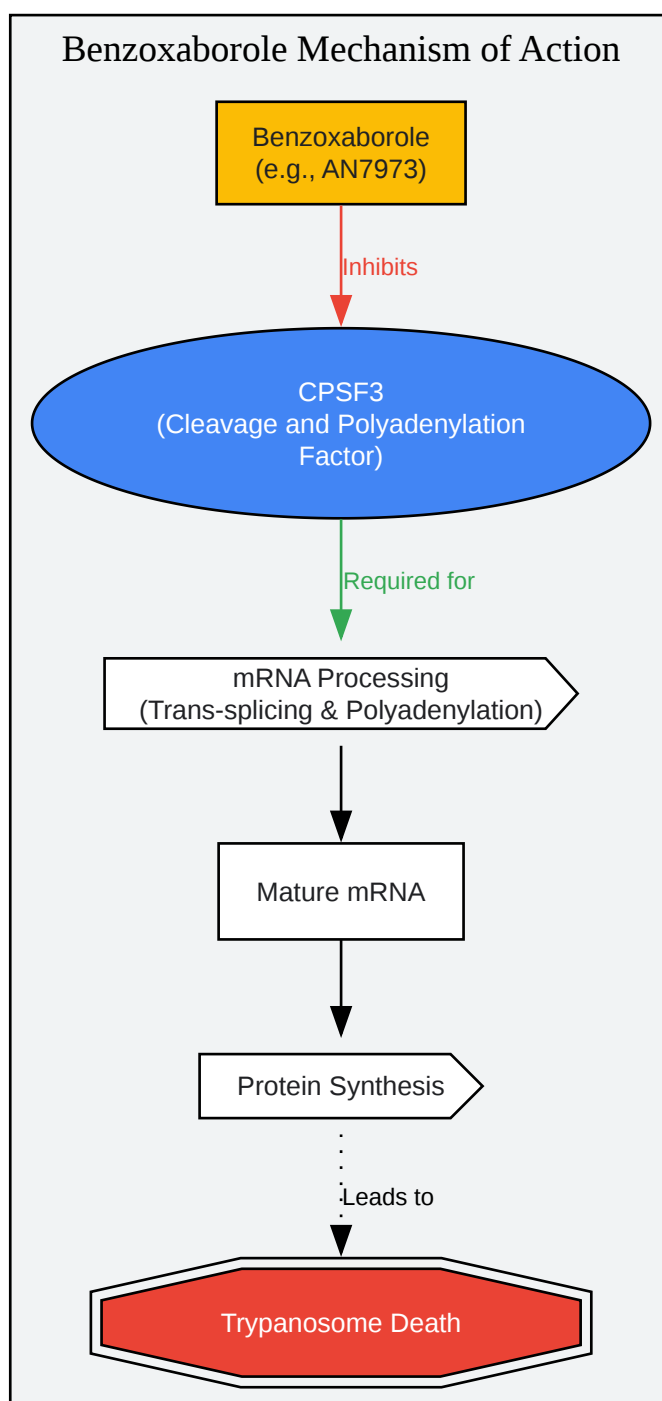 Benzoxaborole Mechanism of Action
Benzoxaborole
(e.g., AN7973)
Inhibits
CPSF3
(Cleavage and Polyadenylation
Factor)
Required for
mRNA Processing
(Trans-splicing & Polyadenylation)
Mature mRNA
Protein Synthesis
Leads to
Trypanosome Death